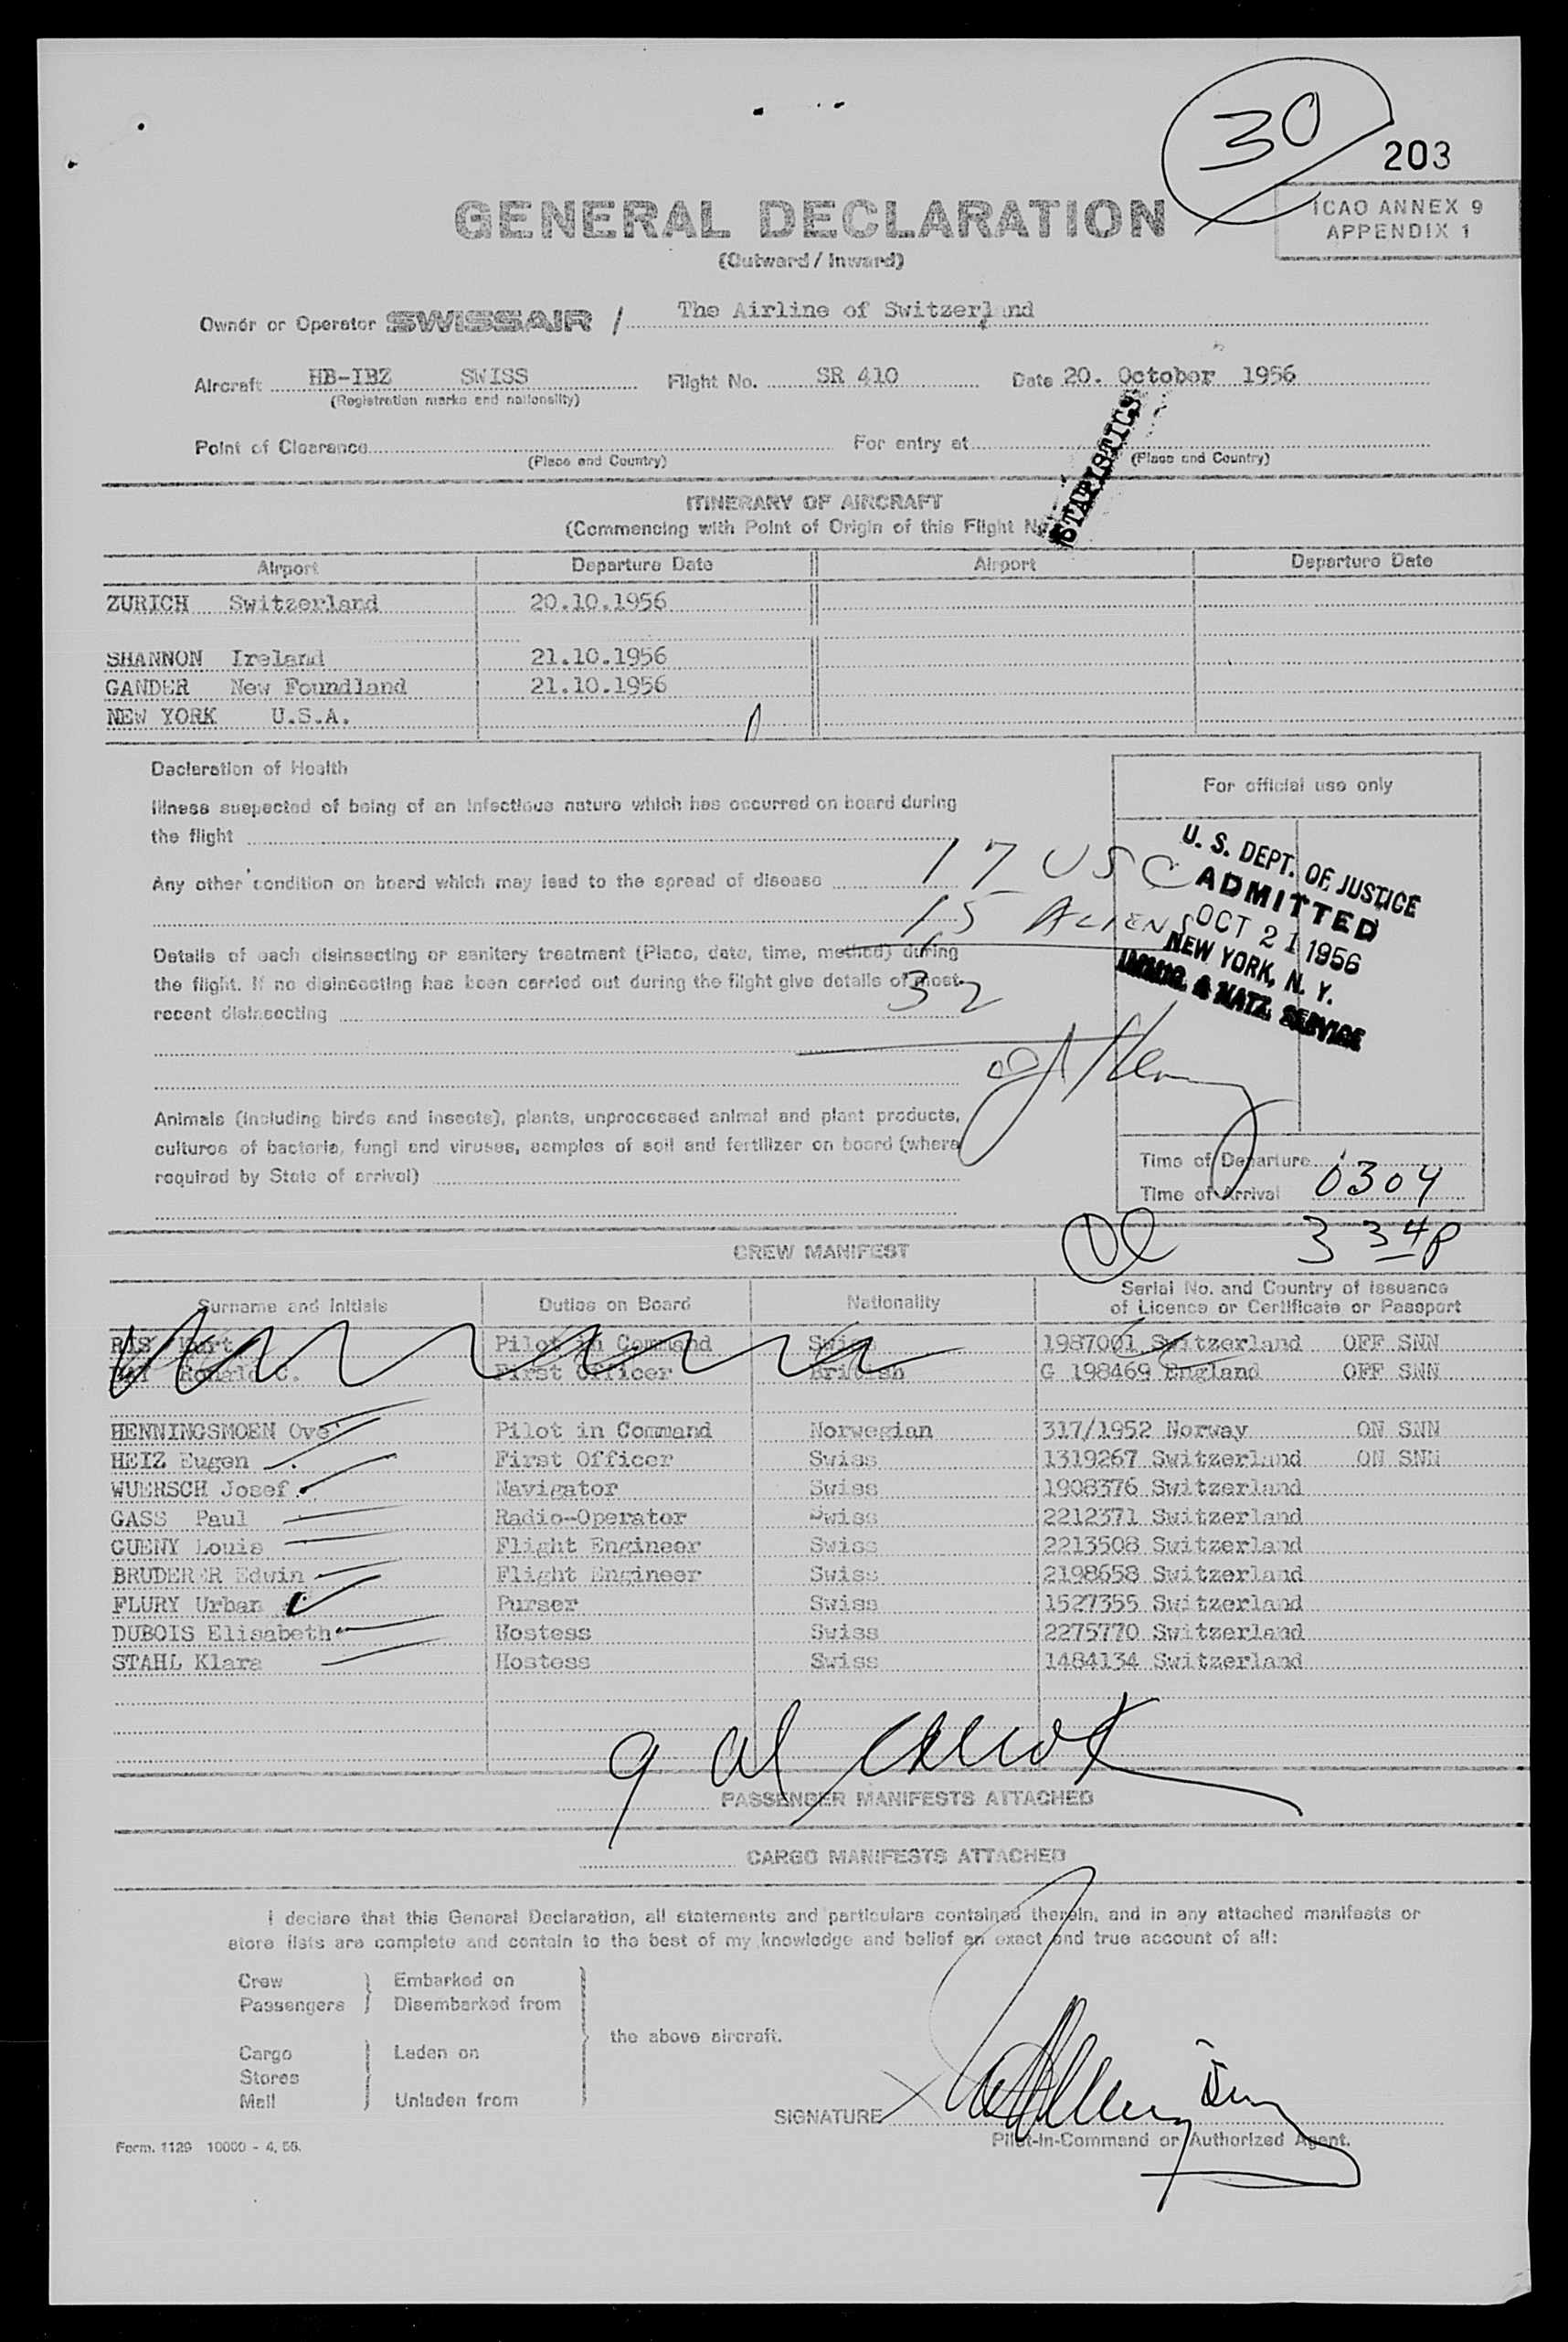 30
203
ICAO ANNEX 9
APPENDIX 1
GENERAL DECLARATION
(Outward / Inward)
Owner or Operator SWISSAIR / The Airline of Switzerland
Aircraft HB-IBZ SWISS Flight No. SR 410 Date 20. October 1956
(Registration marks and nationality)
STATISTICS
Point of Clearance For entry at
(Place and Country) (Place and Country)
ITINERARY OF AIRCRAFT
(Commencing with Point of Origin of this Flight
Airport Departure Date Airport Departure Date
ZURICH Switzerland 20.10.1956
SHANNON Ireland 21.10.1956
GANDER New Foundland 21.10.1956
NEW YORK U.S.A.
Declaration of Health
For official use only
Illness suspected of being of an infectious nature which has occurred on board during
the flight
Any other condition on board which may lead to the spread of disease
17 USC
15 ALIENS
32
U. S. DEPT. OF JUSTICE
ADMITTED
OCT 21 1956
NEW YORK, N. Y.
IMMIG. & NATZ. SERVICE
Details of each disinsecting or sanitary treatment (Place, date, time, method) during
the flight. If no disinsecting has been carried out during the flight give details of most
recent disinsecting
Animals (including birds and insects), plants, unprocessed animal and plant products,
cultures of bacteria, fungi and viruses, samples of soil and fertilizer on board (where
required by State of arrival)
Time of Departure
Time of Arrival 0304
3 34 P
CREW MANIFEST
Surname and Initials Duties on Board Nationality Serial No. and Country of Issuance
of Licence or Certificate or Passport
RIS Kurt Pilot in Command Swiss 1987001 Switzerland OFF SNN
Ronald C. First Officer British G 198469 England OFF SNN
HENNINGSMOEN Ove Pilot in Command Norwegian 317/1952 Norway ON SNN
HEIZ Eugen First Officer Swiss 1319267 Switzerland ON SNN
WUERSCH Josef Navigator Swiss 1908376 Switzerland
GASS Paul Radio-Operator Swiss 2212371 Switzerland
GUENY Louis Flight Engineer Swiss 2213508 Switzerland
BRUDERER Edwin Flight Engineer Swiss 2198658 Switzerland
FLURY Urban Purser Swiss 1527355 Switzerland
DUBOIS Elisabeth Hostess Swiss 2275770 Switzerland
STAHL Klara Hostess Swiss 1484134 Switzerland
9 al crew
PASSENGER MANIFESTS ATTACHED
CARGO MANIFESTS ATTACHED
I declare that this General Declaration, all statements and particulars contained therein, and in any attached manifests or
store lists are complete and contain to the best of my knowledge and belief an exact and true account of all:
Crew Embarked on
Passengers Disembarked from
the above aircraft.
Cargo Laden on
Stores
Mail Unladen from
SIGNATURE
Pilot-in-Command or Authorized Agent.
Form. 1129 10000 - 4. 56.